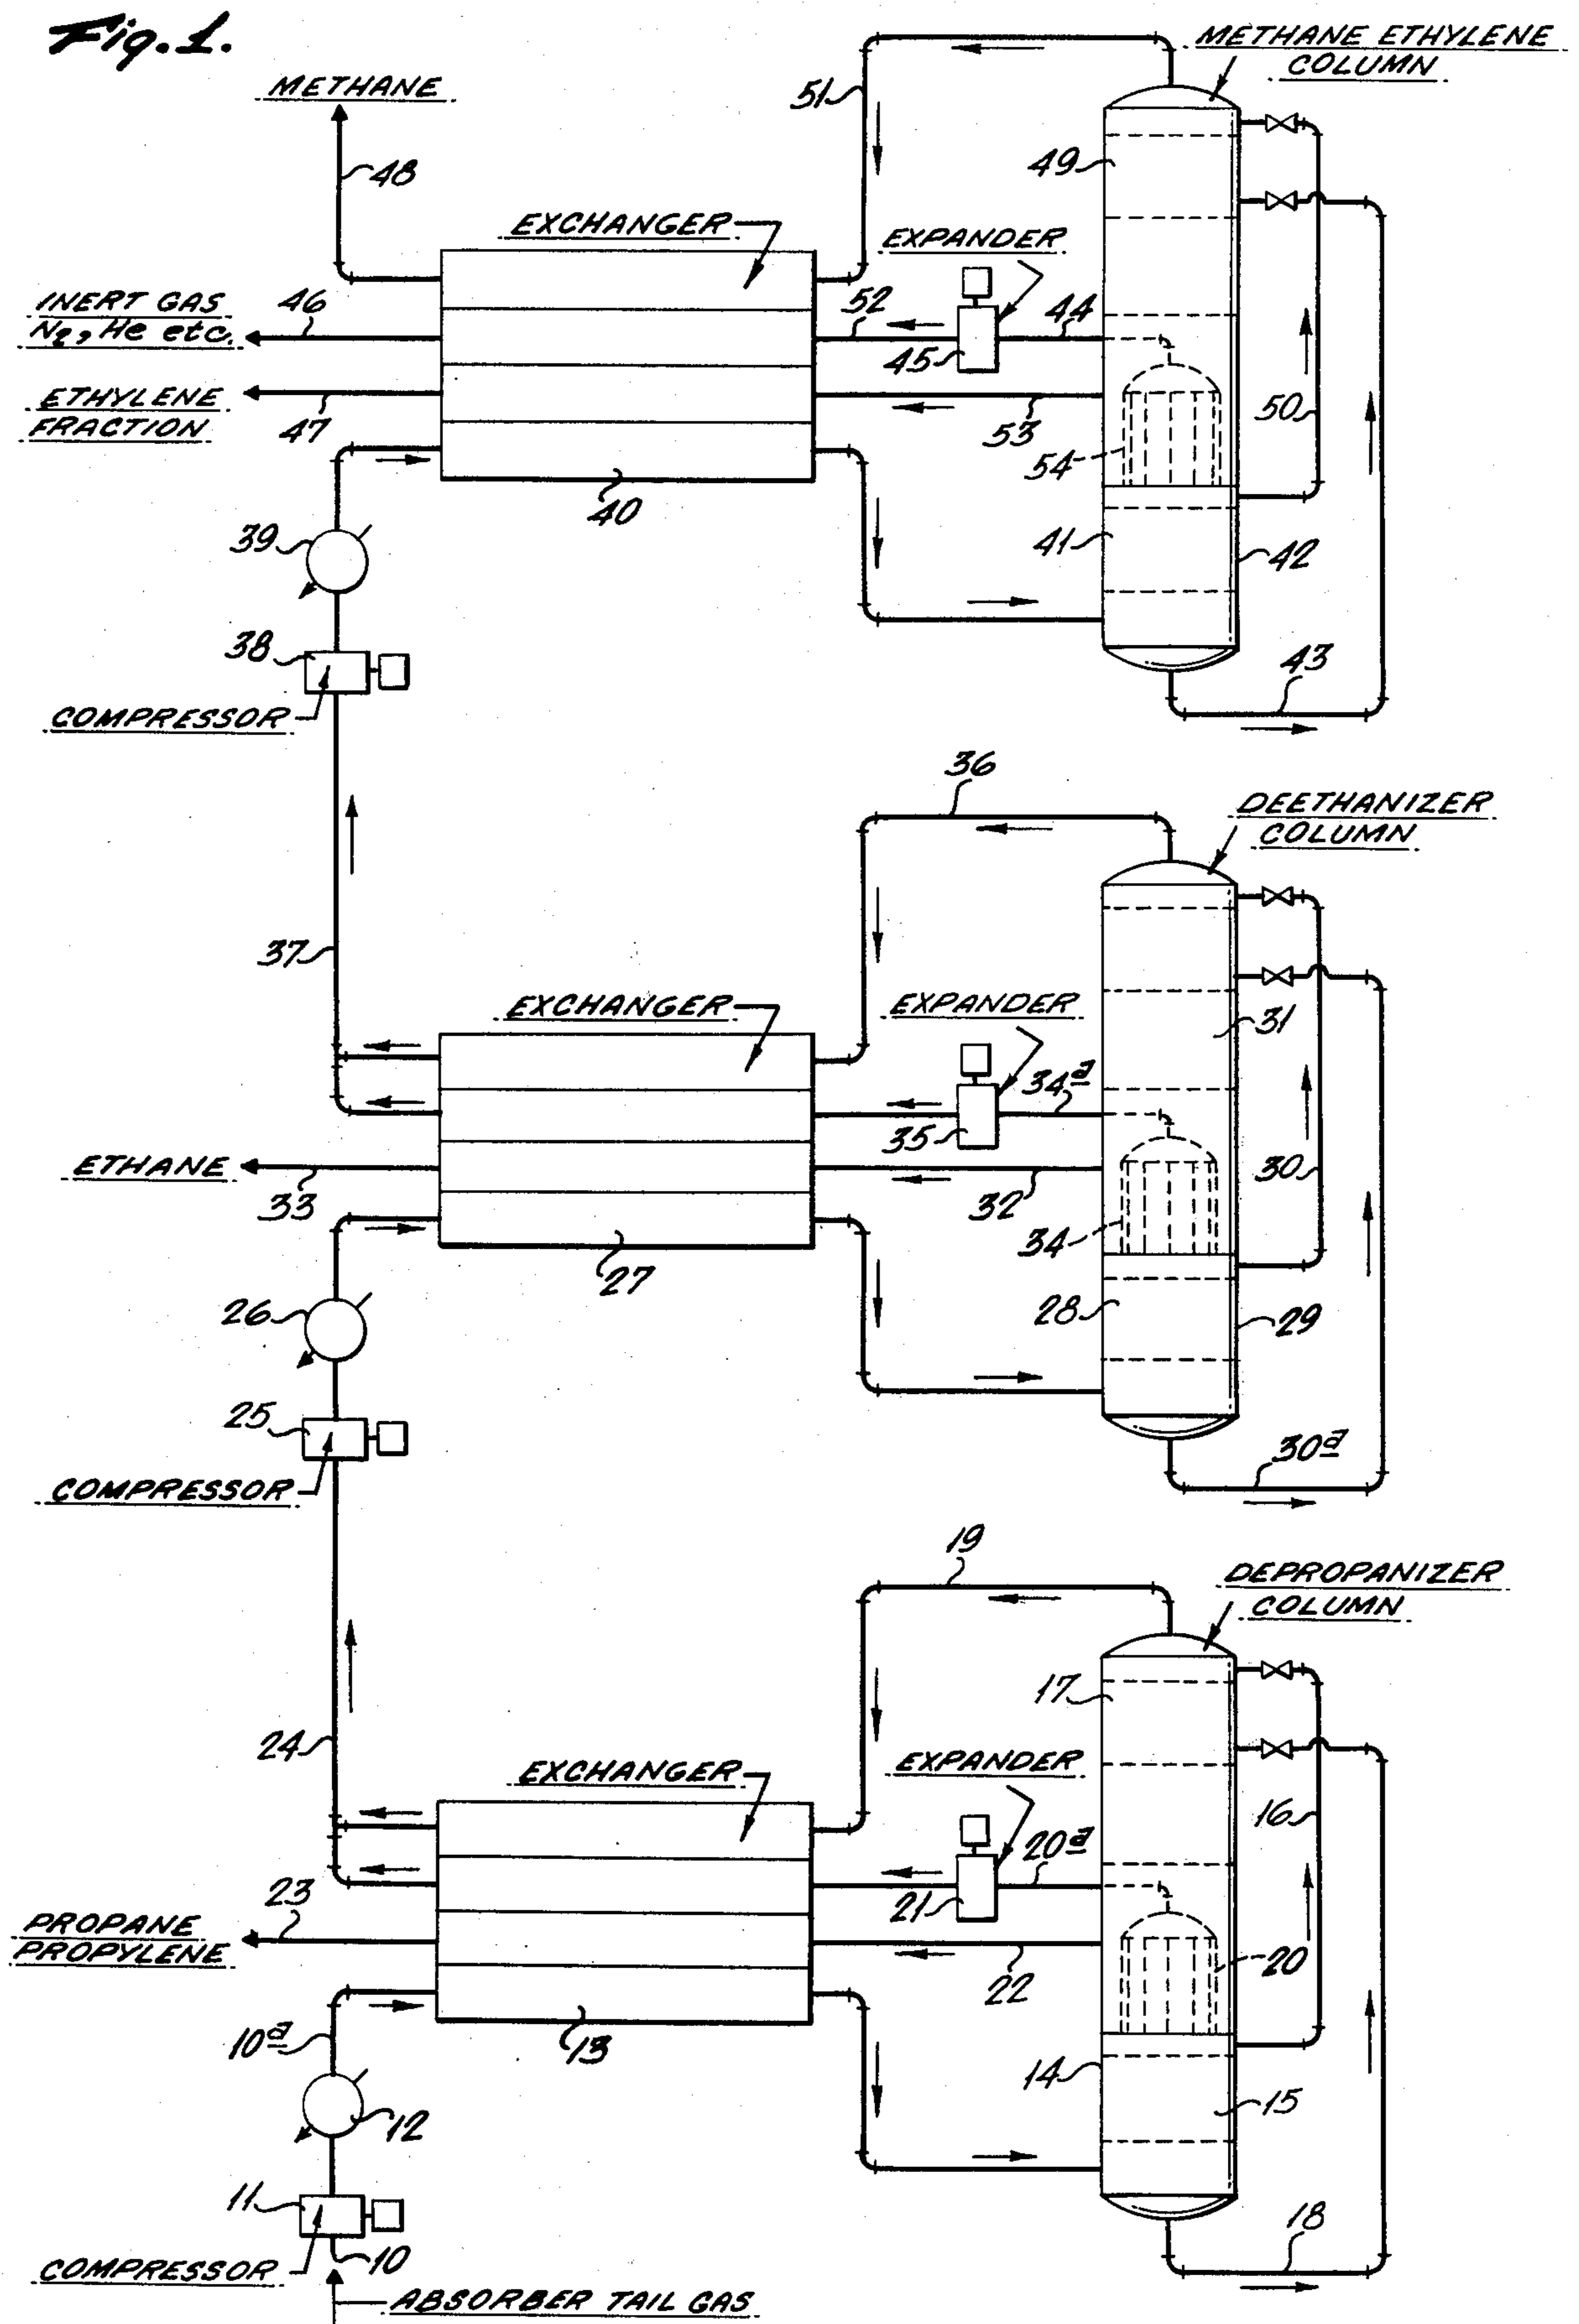 Fig. 1.
METHANE ETHYLENE
COLUMN
METHANE
51
48
49
EXCHANGER
EXPANDER
INERT GAS
N₂, He etc.
46
52
44
45
ETHYLENE
FRACTION
47
53
50
54
40
39
41
42
38
43
COMPRESSOR
36
DEETHANIZER
COLUMN
37
EXCHANGER
EXPANDER
31
34a
35
ETHANE
33
32
30
34
27
26
28
29
25
30a
COMPRESSOR
19
DEPROPANIZER
COLUMN
17
24
EXCHANGER
EXPANDER
16
20a
23
21
PROPANE
PROPYLENE
22
20
10a
13
14
12
15
11
18
COMPRESSOR
10
ABSORBER TAIL GAS